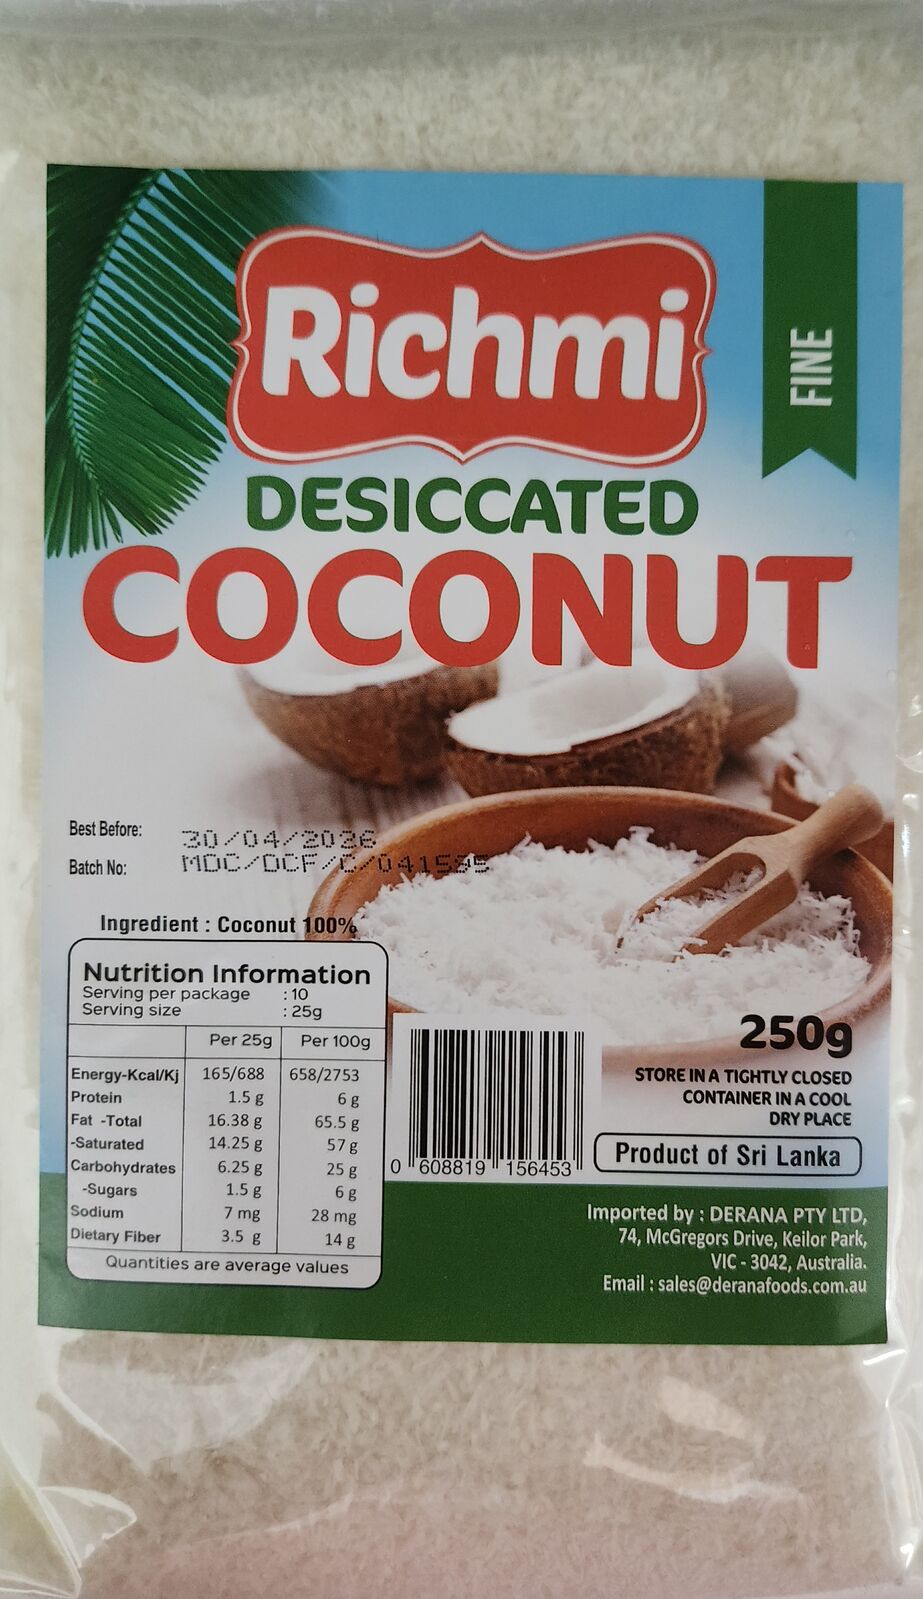 Richmi
FINE
DESICCATED
COCONUT
Best Before: 30/04/2026
Batch No: MDC/DCF/C/041595
Ingredient : Coconut 100%
Nutrition Information
Serving per package : 10
Serving size : 25g
Per 25g Per 100g
Energy-Kcal/Kj 165/688 658/2753
Protein 1.5 g 6 g
Fat -Total 16.38 g 65.5 g
-Saturated 14.25 g 57 g
Carbohydrates 6.25 g 25 g
-Sugars 1.5 g 6 g
Sodium 7 mg 28 mg
Dietary Fiber 3.5 g 14 g
Quantities are average values
0 608819 156453
250g
STORE IN A TIGHTLY CLOSED
CONTAINER IN A COOL
DRY PLACE
Product of Sri Lanka
Imported by : DERANA PTY LTD,
74, McGregors Drive, Keilor Park,
VIC - 3042, Australia.
Email : sales@deranafoods.com.au